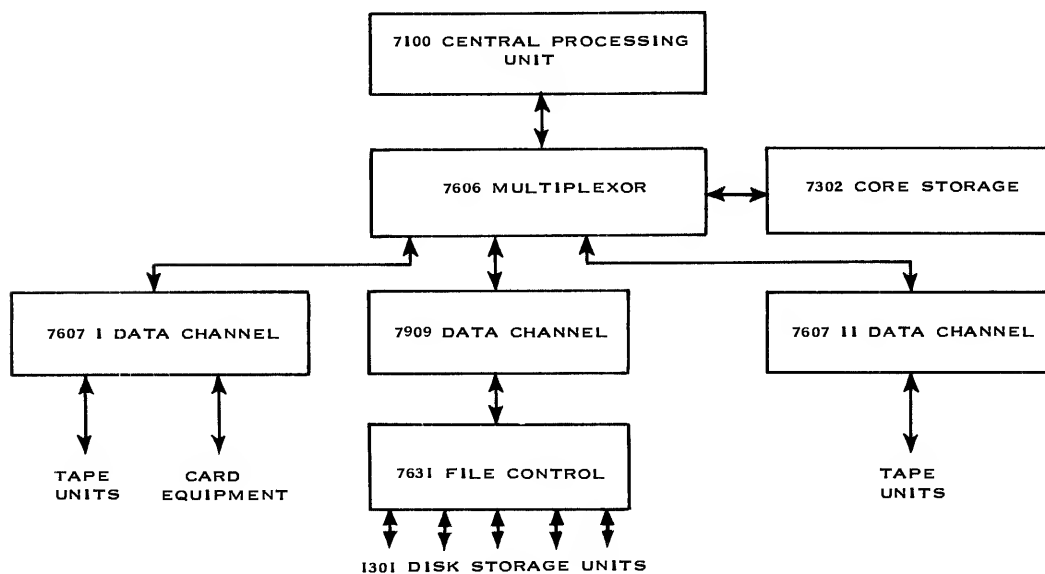 7100 CENTRAL PROCESSING
UNIT
7606 MULTIPLEXOR
7302 CORE STORAGE
7607 I DATA CHANNEL
7909 DATA CHANNEL
7607 II DATA CHANNEL
7631 FILE CONTROL
TAPE
UNITS
CARD
EQUIPMENT
TAPE
UNITS
1301 DISK STORAGE UNITS